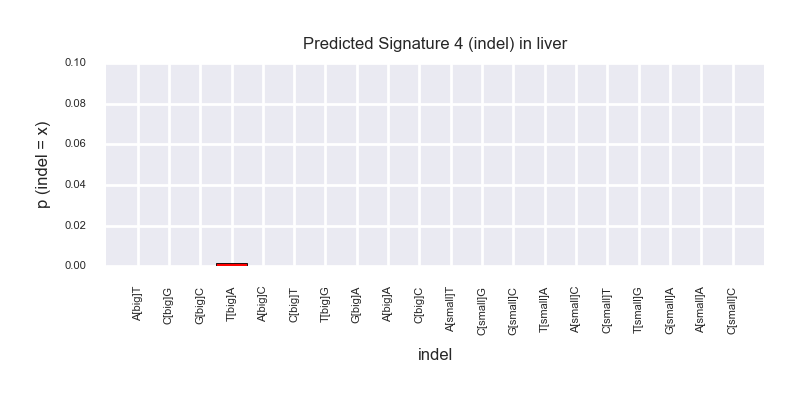 Predicted Signature 4 (indel) in liver
p (indel = x)
0.10
0.08
0.06
0.04
0.02
0.00
A[big]T
C[big]G
G[big]C
T[big]A
A[big]C
C[big]T
T[big]G
G[big]A
A[big]A
C[big]C
A[small]T
C[small]G
G[small]C
T[small]A
A[small]C
C[small]T
T[small]G
G[small]A
A[small]A
C[small]C
indel